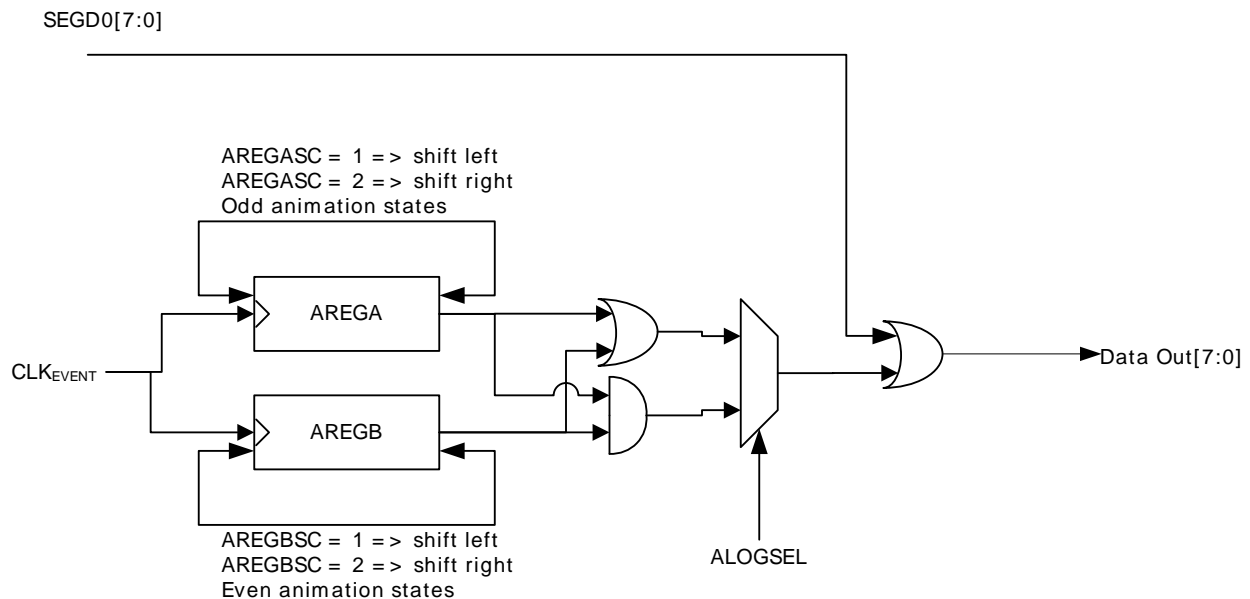 SEGD0[7:0]
AREGASC = 1 => shift left
AREGASC = 2 => shift right
Odd animation states
AREGA
CLKEVENT
AREGB
Data Out[7:0]
AREGBSC = 1 => shift left
AREGBSC = 2 => shift right
Even animation states
ALOGSEL